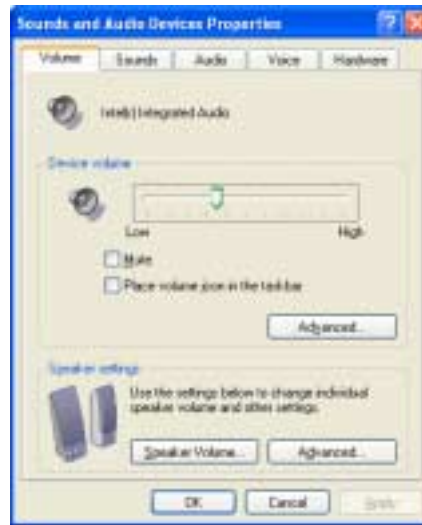 Sounds and Audio Devices Properties
Volume Sounds Audio Voice Hardware
Intel(r) Integrated Audio
Device volume
Low High
Mute
Place volume icon in the taskbar
Advanced...
Speaker settings
Use the settings below to change individual
speaker volume and other settings.
Speaker Volume... Advanced...
OK Cancel Apply